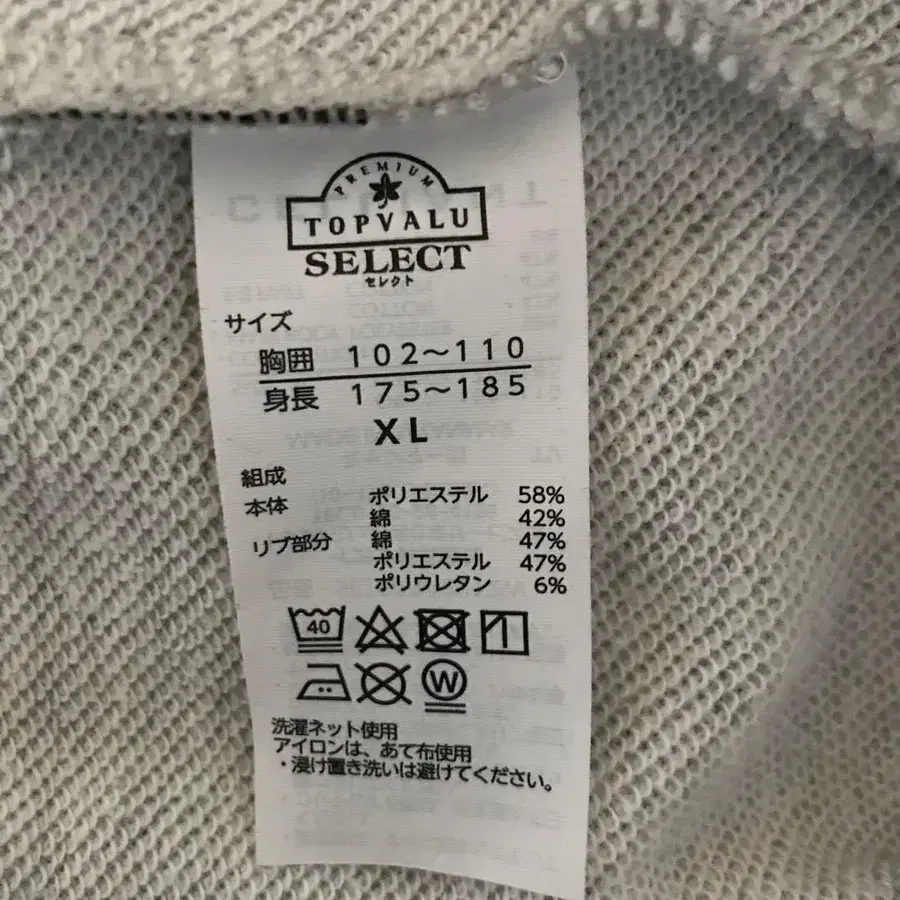 PREMIUM
TOPVALU
SELECT
セレクト
サイズ
胸囲 102～110
身長 175～185
XL
組成
本体 ポリエステル 58%
綿 42%
リブ部分 綿 47%
ポリエステル 47%
ポリウレタン 6%
40
W
洗濯ネット使用
アイロンは、あて布使用
・浸け置き洗いは避けてください。